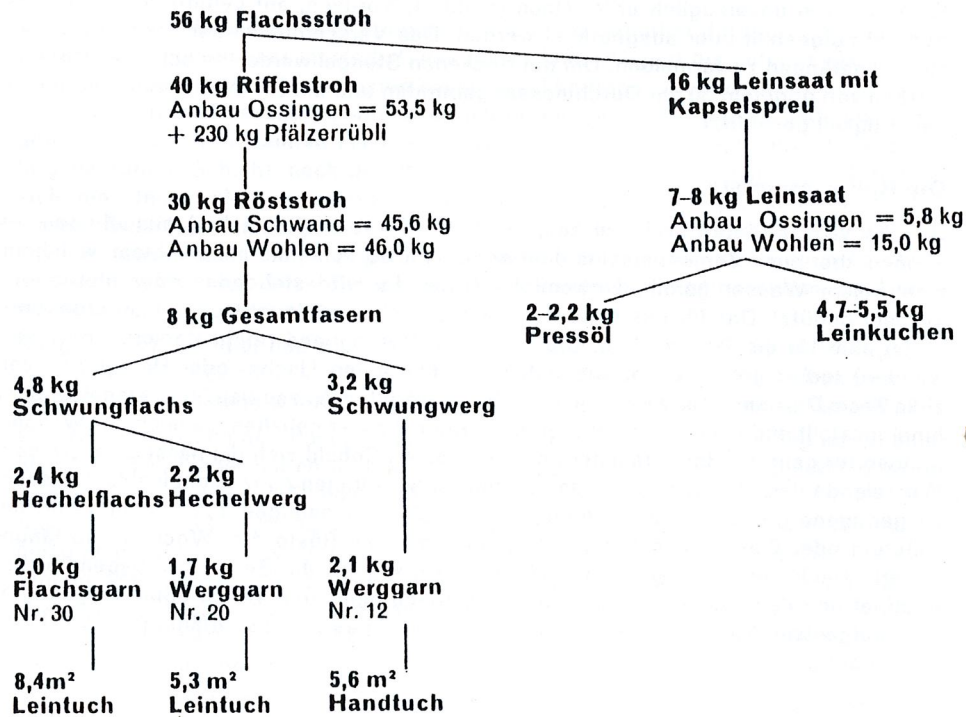 56 kg Flachsstroh
40 kg Riffelstroh
Anbau Ossingen = 53,5 kg
+ 230 kg Pfälzerrübli
16 kg Leinsaat mit
Kapselspreu
30 kg Röststroh
Anbau Schwand = 45,6 kg
Anbau Wohlen = 46,0 kg
7–8 kg Leinsaat
Anbau Ossingen = 5,8 kg
Anbau Wohlen = 15,0 kg
8 kg Gesamtfasern
2–2,2 kg
Pressöl
4,7–5,5 kg
Leinkuchen
4,8 kg
Schwungflachs
3,2 kg
Schwungwerg
2,4 kg
Hechelflachs
2,2 kg
Hechelwerg
2,0 kg
Flachsgarn
Nr. 30
1,7 kg
Werggarn
Nr. 20
2,1 kg
Werggarn
Nr. 12
8,4m²
Leintuch
5,3 m²
Leintuch
5,6 m²
Handtuch